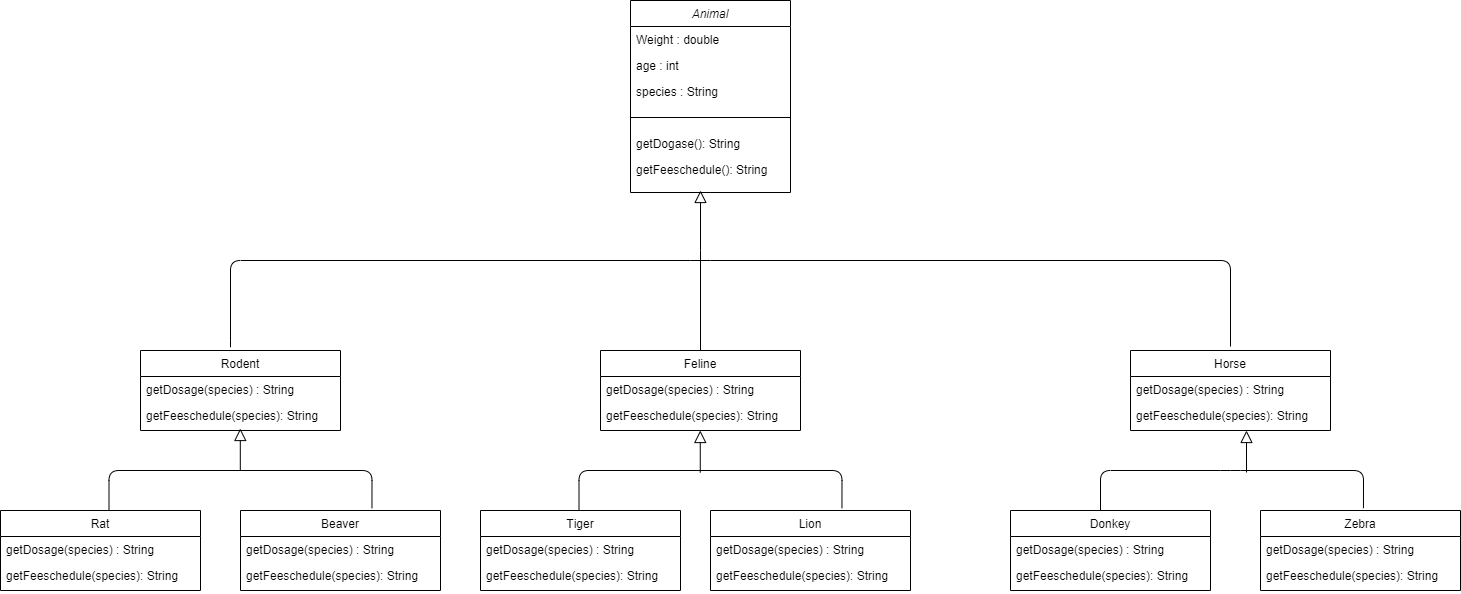 Animal
Weight : double
age : int
species : String
getDogase(): String
getFeeschedule(): String
Rodent
getDosage(species) : String
getFeeschedule(species): String
Feline
getDosage(species) : String
getFeeschedule(species): String
Horse
getDosage(species) : String
getFeeschedule(species): String
Rat
getDosage(species) : String
getFeeschedule(species): String
Beaver
getDosage(species) : String
getFeeschedule(species): String
Tiger
getDosage(species) : String
getFeeschedule(species): String
Lion
getDosage(species) : String
getFeeschedule(species): String
Donkey
getDosage(species) : String
getFeeschedule(species): String
Zebra
getDosage(species) : String
getFeeschedule(species): String